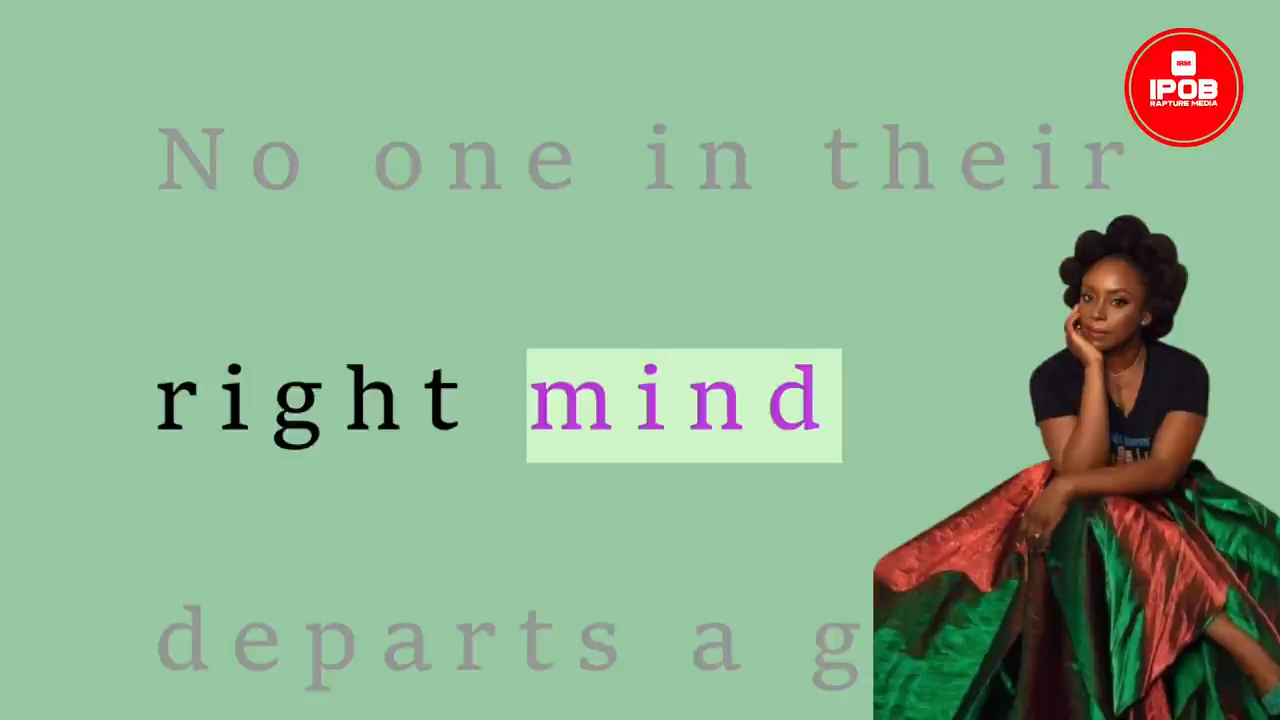 IRM
IPOB
RAPTURE MEDIA
No one in their
right mind
departs a g